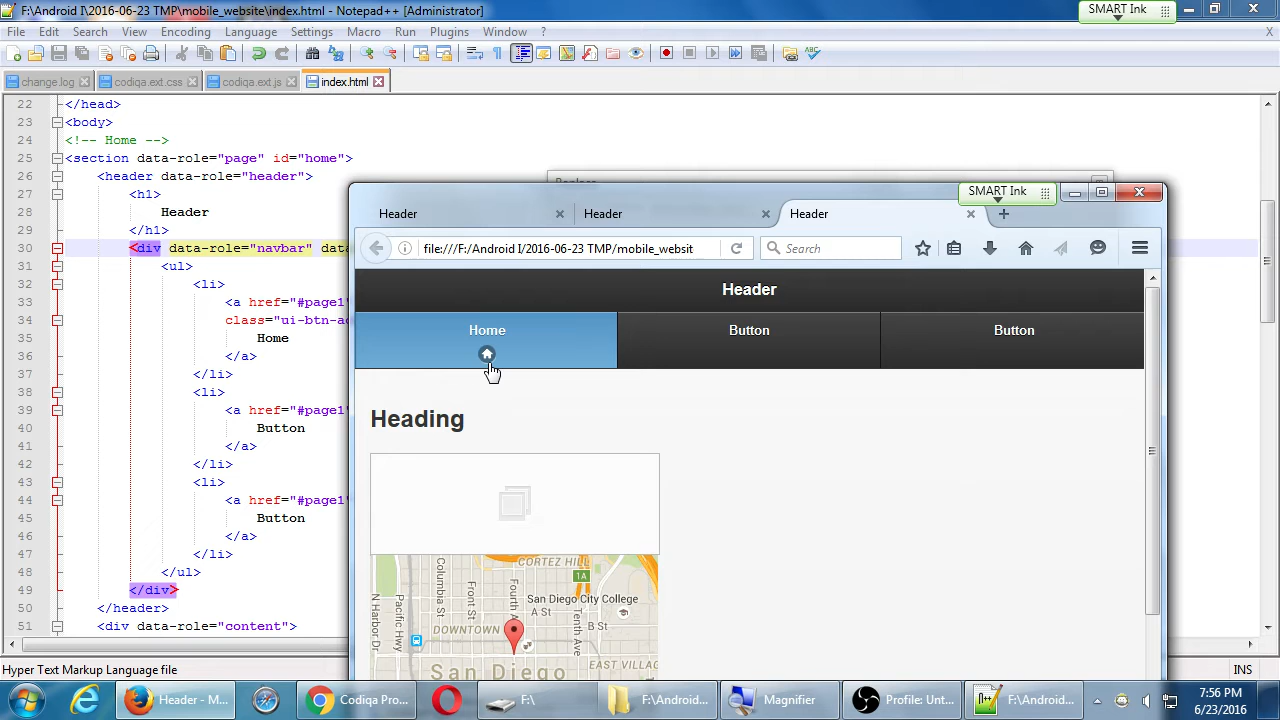 F:\Android I\2016-06-23 TMP\mobile_website\index.html - Notepad++ [Administrator]
SMART Ink
File Edit Search View Encoding Language Settings Macro Run Plugins Window ? X
change.log codiqa.ext.css codiqa.ext.js index.html
22 </head>
23 <body>
24 <!-- Home -->
25 <section data-role="page" id="home">
26 <header data-role="header">
27 <h1>
28 Header
29 </h1>
30 <div data-role="navbar" dat
31 <ul>
32 <li>
33 <a href="#page1"
34 class="ui-btn-ac
35 Home
36 </a>
37 </li>
38 <li>
39 <a href="#page1"
40 Button
41 </a>
42 </li>
43 <li>
44 <a href="#page1"
45 Button
46 </a>
47 </li>
48 </ul>
49 </div>
50 </header>
51 <div data-role="content">
SMART Ink
Header Header Header
file:///F:/Android I/2016-06-23 TMP/mobile_websit Search
Header
Home Button Button
Heading
CORTEZ HILL
1A
San Diego City College
A St
B St
N Harbor Dr
Pacific Hwy
Columbia St
Front St
Fourth Ave
Tenth Ave
DOWNTOWN
EAST VILLAG
San Diego
Hyper Text Markup Language file INS
Header - M... Codiqa Pro... F:\ F:\Android... Magnifier Profile: Unt... F:\Android...
7:56 PM
6/23/2016